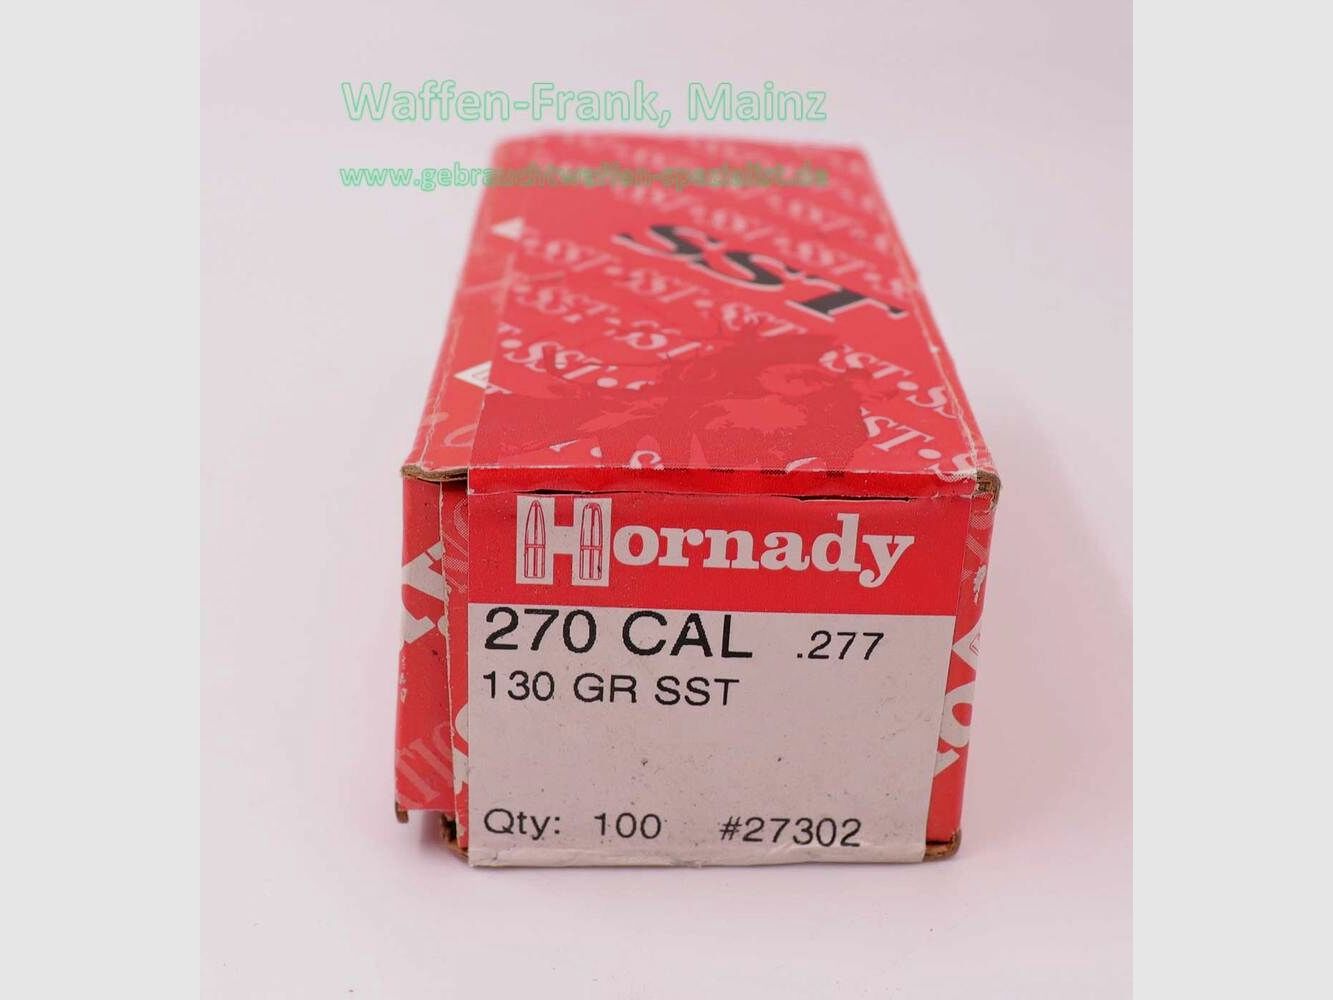 Waffen-Frank, Mainz
www.gebrauchtwaffen-spezialist.de
SST
Hornady
270 CAL .277
130 GR SST
Qty: 100 #27302